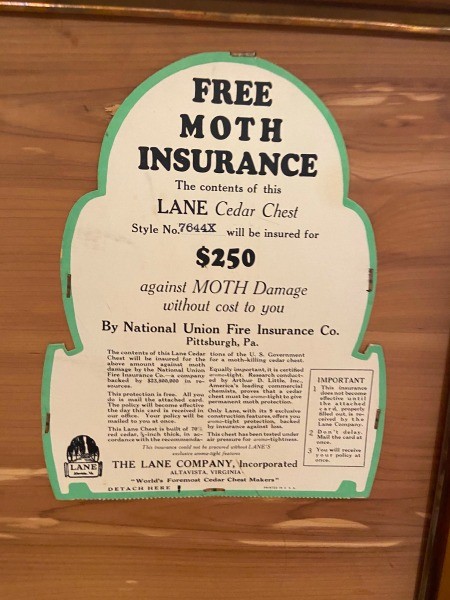 FREE
MOTH
INSURANCE
The contents of this
LANE Cedar Chest
Style No. 7644X will be insured for
$250
against MOTH Damage
without cost to you
By National Union Fire Insurance Co.
Pittsburgh, Pa.
The contents of this Lane Cedar
Chest will be insured for the
above amount against moth
damage by the National Union
Fire Insurance Co.—a company
backed by $23,800,000 in re-
sources.
This protection is free. All you
do is mail the attached card.
The policy will become effective
the day this card is received in
our office. Your policy will be
mailed to you at once.
This Lane Chest is built of 70%
red cedar, ¾-inch thick, in ac-
cordance with the recommenda-
tions of the U. S. Government
for a moth-killing cedar chest.
Equally important, it is certified
aroma-tight. Research conduct-
ed by Arthur D. Little, Inc.,
America's leading commercial
chemists, proves that a cedar
chest must be aroma-tight to give
permanent moth protection.
Only Lane, with its 8 exclusive
construction features, offers you
aroma-tight protection, backed
by insurance against loss.
This chest has been tested under
air pressure for aroma-tightness.
This insurance could not be procured without LANE'S
exclusive aroma-tight features
IMPORTANT
1 This insurance
does not become
effective until
the attached
card, properly
filled out, is re-
ceived by the
Lane Company.
2 Don't delay.
Mail the card at
once.
3 You will receive
your policy at
once.
LANE
THE LANE COMPANY, Incorporated
ALTAVISTA, VIRGINIA
"World's Foremost Cedar Chest Makers"
DETACH HERE